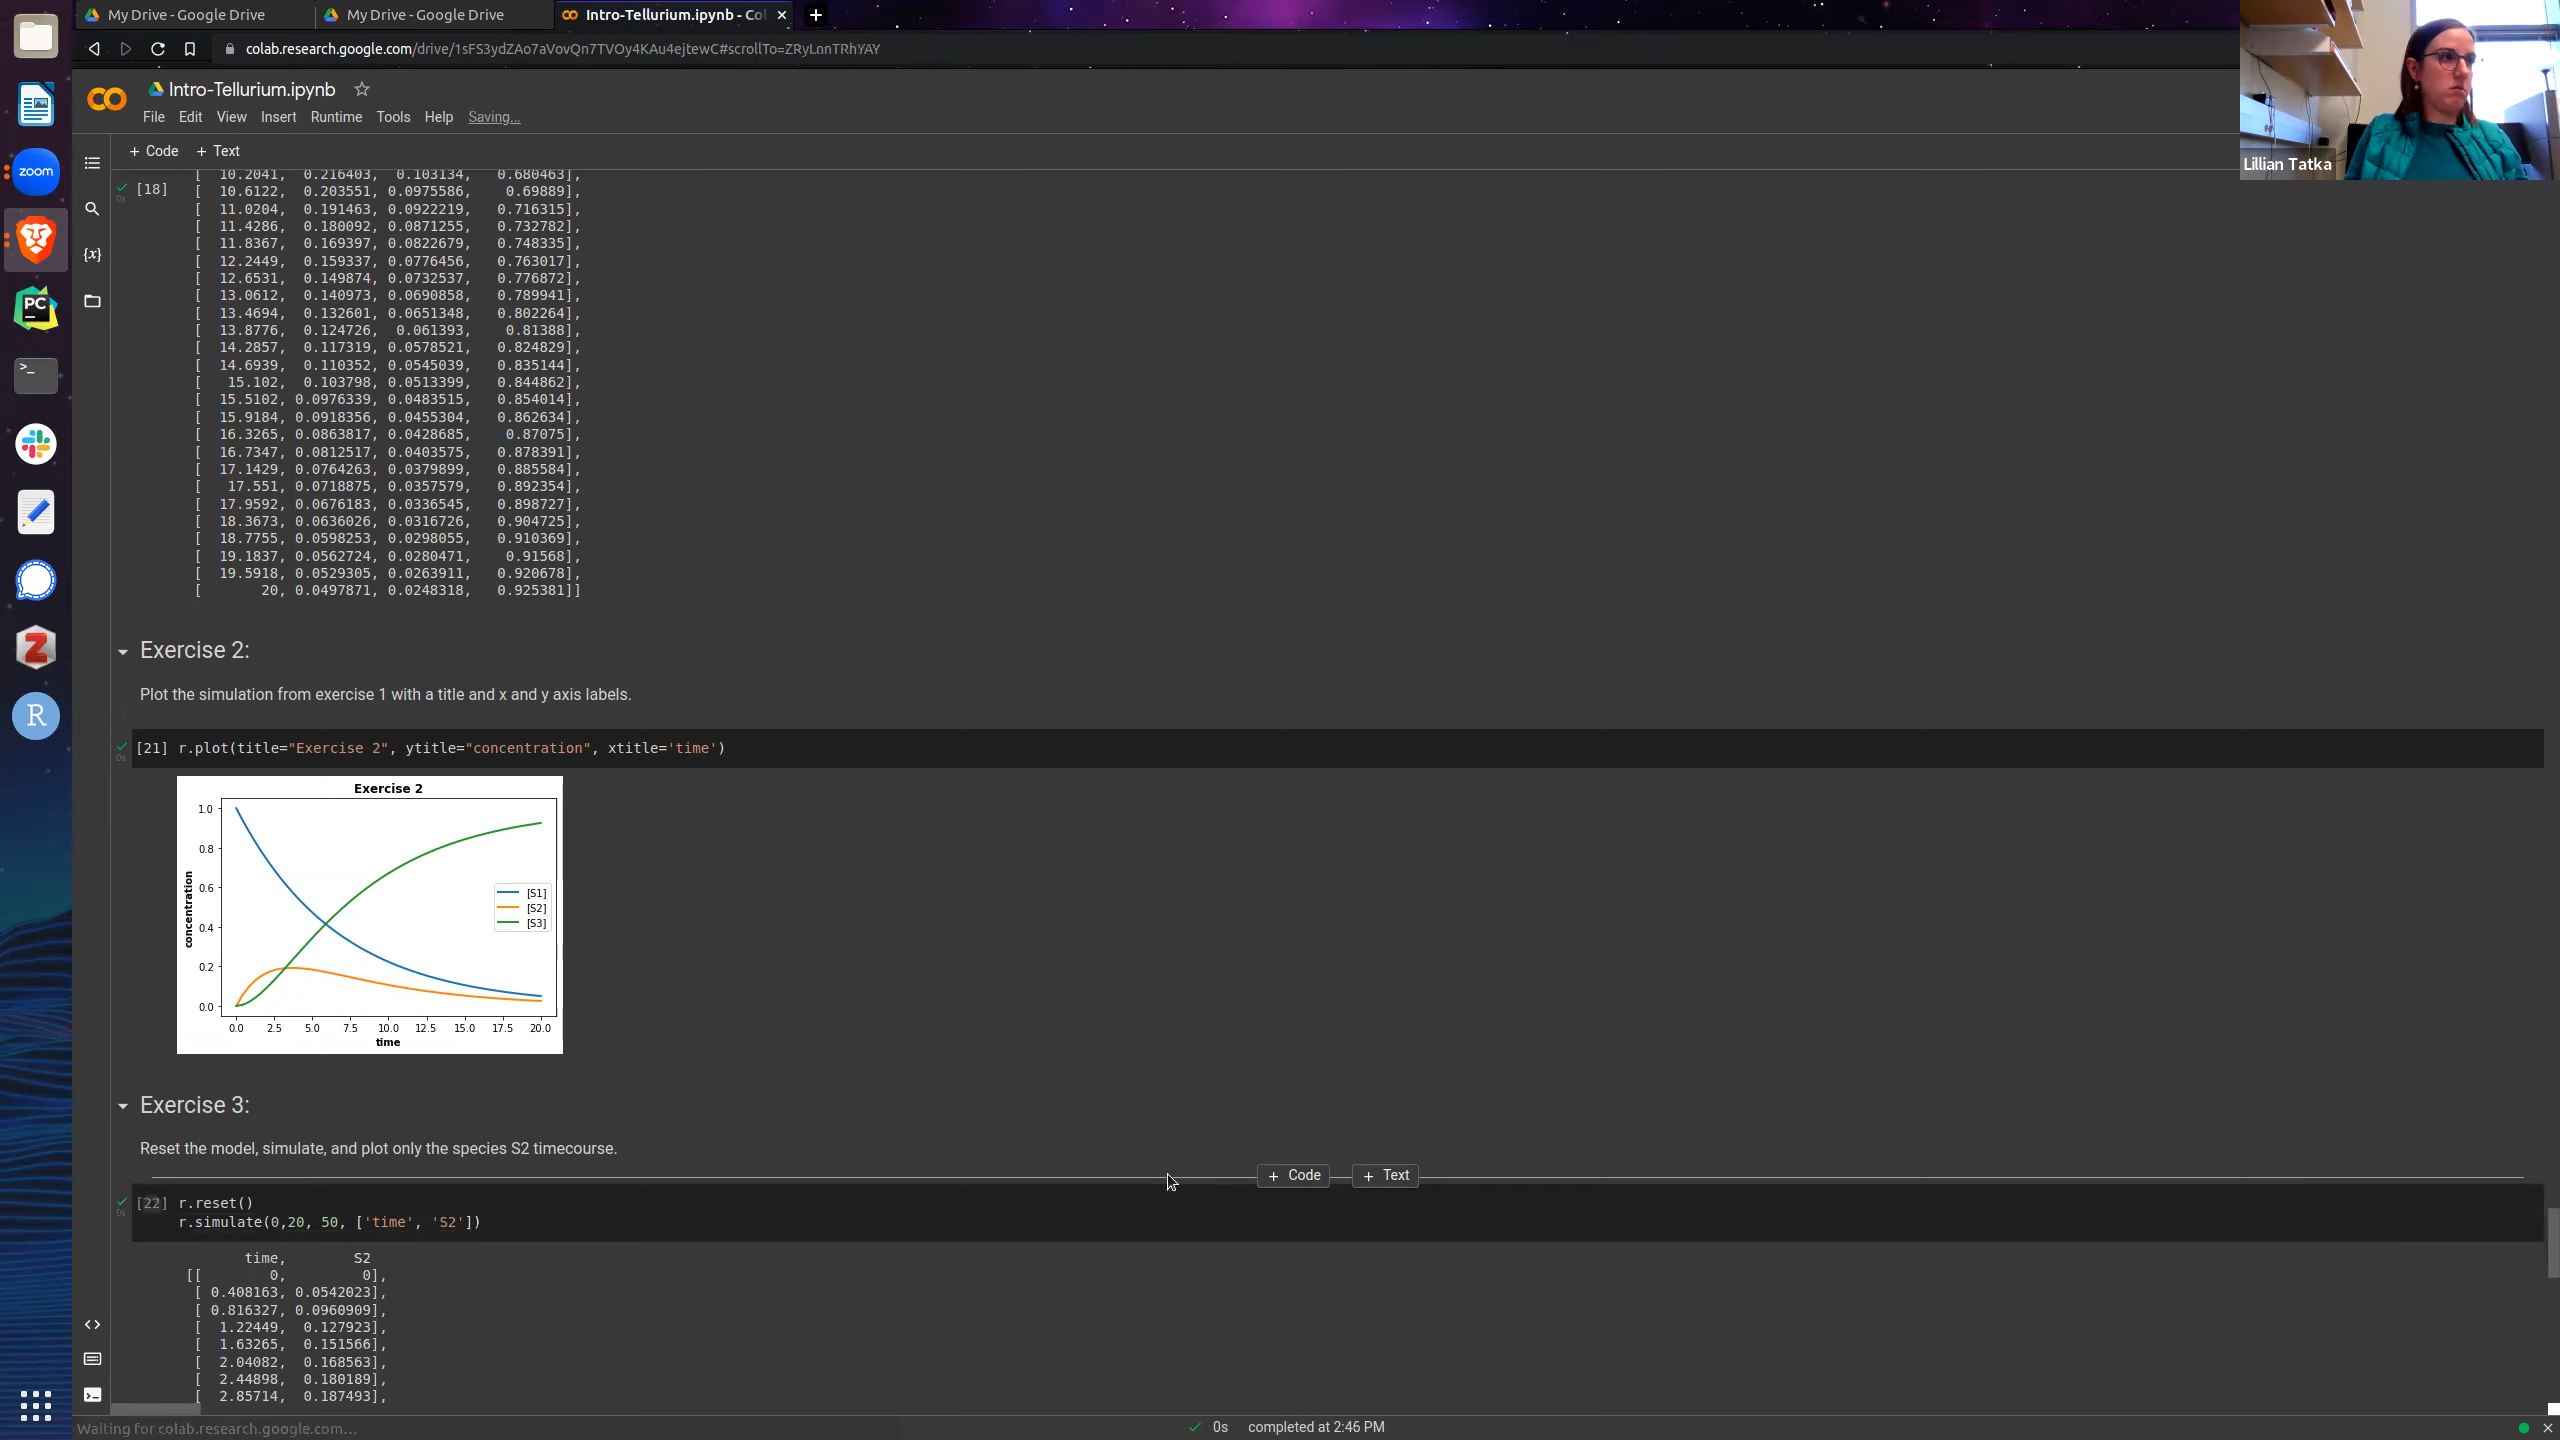 My Drive - Google Drive
My Drive - Google Drive
Intro-Tellurium.ipynb - Co
colab.research.google.com/drive/1sFS3ydZAo7aVovQn7TVOy4KAu4ejtewC#scrollTo=ZRyLnnTRhYAY
Lillian Tatka
Intro-Tellurium.ipynb
File Edit View Insert Runtime Tools Help Saving...
+ Code + Text
zoom
PC
Z
R
[ 10.2041, 0.216403, 0.103134, 0.680463],
[18] [ 10.6122, 0.203551, 0.0975586, 0.69889],
0s
[ 11.0204, 0.191463, 0.0922219, 0.716315],
[ 11.4286, 0.180092, 0.0871255, 0.732782],
[ 11.8367, 0.169397, 0.0822679, 0.748335],
[ 12.2449, 0.159337, 0.0776456, 0.763017],
[ 12.6531, 0.149874, 0.0732537, 0.776872],
[ 13.0612, 0.140973, 0.0690858, 0.789941],
[ 13.4694, 0.132601, 0.0651348, 0.802264],
[ 13.8776, 0.124726, 0.061393, 0.81388],
[ 14.2857, 0.117319, 0.0578521, 0.824829],
[ 14.6939, 0.110352, 0.0545039, 0.835144],
[ 15.102, 0.103798, 0.0513399, 0.844862],
[ 15.5102, 0.0976339, 0.0483515, 0.854014],
[ 15.9184, 0.0918356, 0.0455304, 0.862634],
[ 16.3265, 0.0863817, 0.0428685, 0.87075],
[ 16.7347, 0.0812517, 0.0403575, 0.878391],
[ 17.1429, 0.0764263, 0.0379899, 0.885584],
[ 17.551, 0.0718875, 0.0357579, 0.892354],
[ 17.9592, 0.0676183, 0.0336545, 0.898727],
[ 18.3673, 0.0636026, 0.0316726, 0.904725],
[ 18.7755, 0.0598253, 0.0298055, 0.910369],
[ 19.1837, 0.0562724, 0.0280471, 0.91568],
[ 19.5918, 0.0529305, 0.0263911, 0.920678],
[ 20, 0.0497871, 0.0248318, 0.925381]]
Exercise 2:
Plot the simulation from exercise 1 with a title and x and y axis labels.
[21] r.plot(title="Exercise 2", ytitle="concentration", xtitle='time')
0s
Exercise 2
1.0
0.8
0.6
0.4
0.2
0.0
concentration
[S1]
[S2]
[S3]
0.0 2.5 5.0 7.5 10.0 12.5 15.0 17.5 20.0
time
Exercise 3:
Reset the model, simulate, and plot only the species S2 timecourse.
+ Code + Text
[22] r.reset()
0s
r.simulate(0,20, 50, ['time', 'S2'])
time, S2
[[ 0, 0],
[ 0.408163, 0.0542023],
[ 0.816327, 0.0960909],
[ 1.22449, 0.127923],
[ 1.63265, 0.151566],
[ 2.04082, 0.168563],
[ 2.44898, 0.180189],
[ 2.85714, 0.187493],
Waiting for colab.research.google.com...
0s completed at 2:46 PM